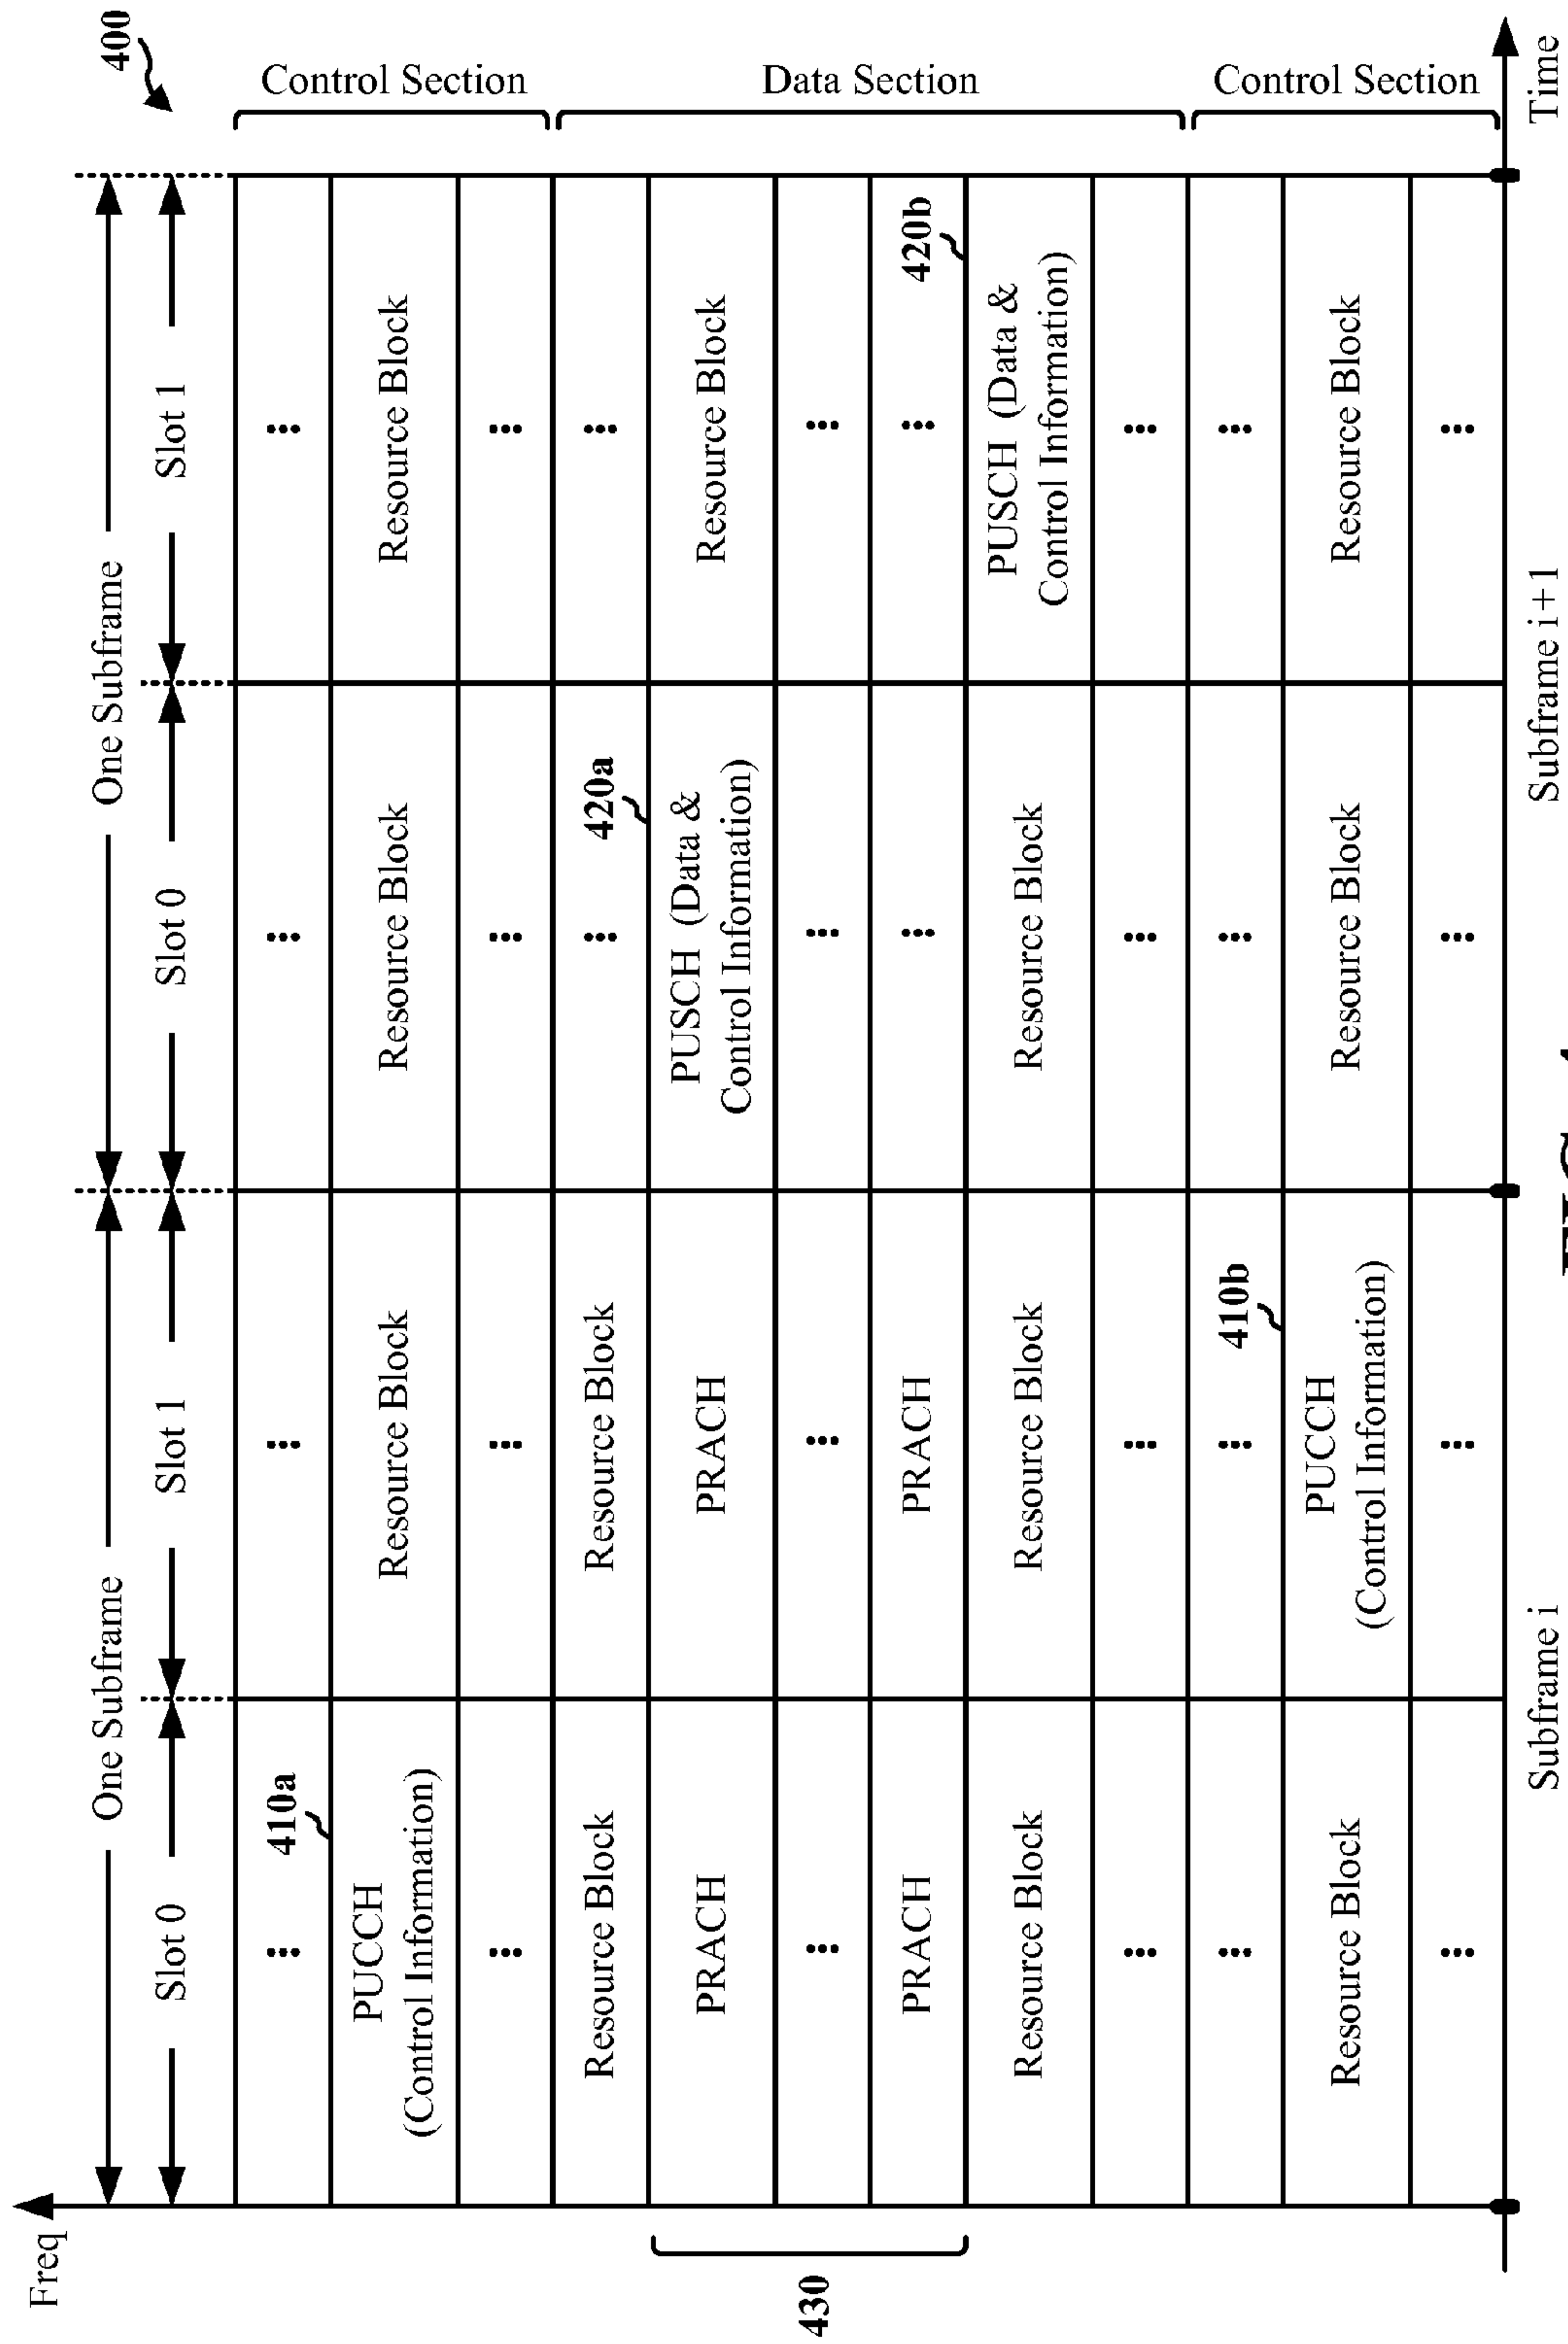 400
Freq
One Subframe
One Subframe
Slot 0
Slot 1
Slot 0
Slot 1
Control Section
...
410a
...
...
...
PUCCH
(Control Information)
Resource Block
Resource Block
Resource Block
...
...
...
...
Data Section
Resource Block
Resource Block
...
420a
...
430
PRACH
PRACH
PUSCH (Data &
Control Information)
Resource Block
...
...
...
...
PRACH
PRACH
...
...
420b
Resource Block
Resource Block
Resource Block
PUSCH (Data &
Control Information)
...
...
...
...
Control Section
...
...
410b
...
...
Resource Block
PUCCH
(Control Information)
Resource Block
Resource Block
...
...
...
...
Subframe i
Subframe i+1
Time